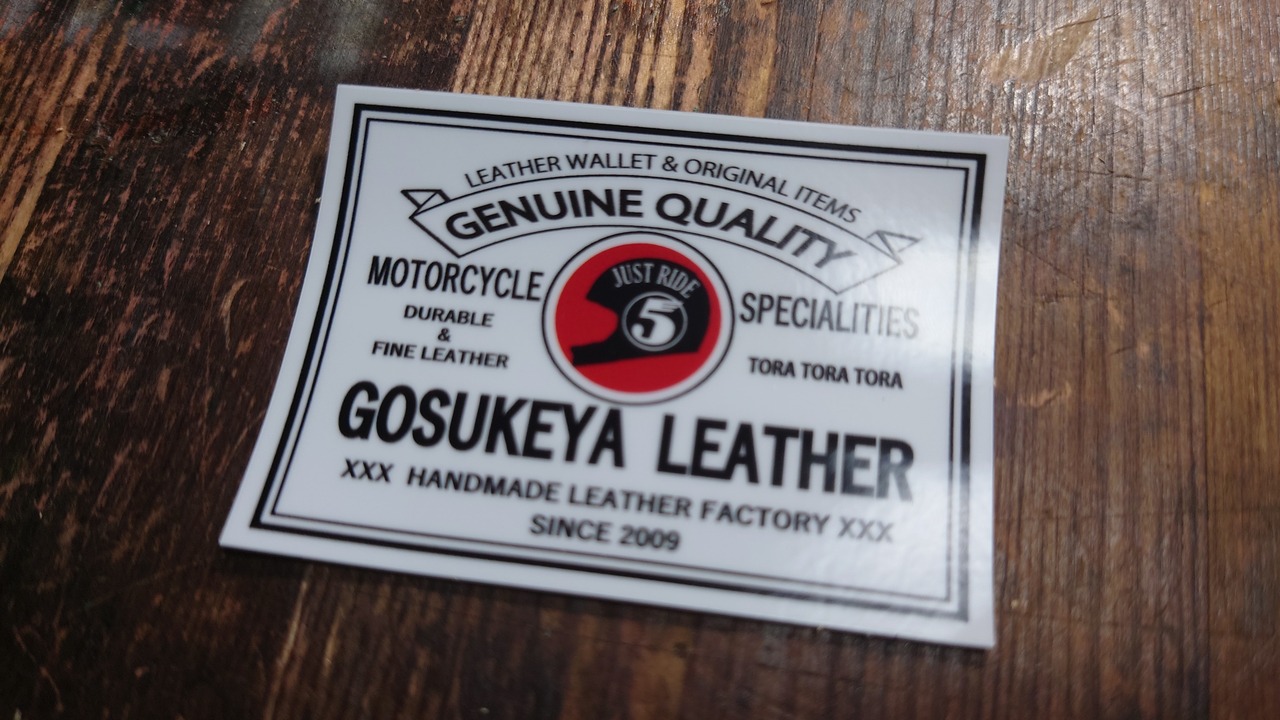 LEATHER WALLET & ORIGINAL ITEMS
GENUINE QUALITY
JUST RIDE
5
MOTORCYCLE
DURABLE
&
FINE LEATHER
SPECIALITIES
TORA TORA TORA
GOSUKEYA LEATHER
XXX HANDMADE LEATHER FACTORY XXX
SINCE 2009